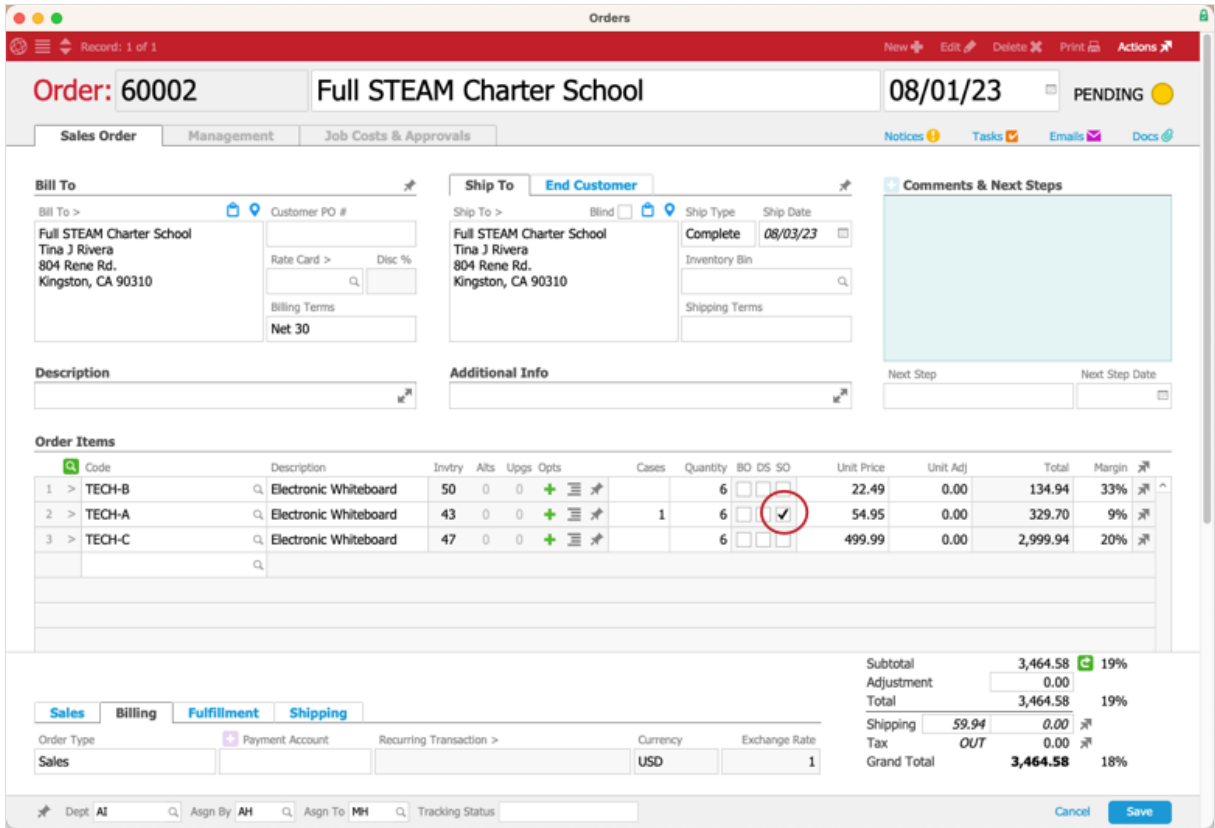 Orders
Record: 1 of 1 New Edit Delete Print Actions
Order: 60002 Full STEAM Charter School 08/01/23 PENDING
Sales Order Management Job Costs & Approvals Notices Tasks Emails Docs
Bill To Ship To End Customer Comments & Next Steps
Bill To > Customer PO # Ship To > Blind Ship Type Ship Date
Full STEAM Charter School Full STEAM Charter School Complete 08/03/23
Tina J Rivera Tina J Rivera
804 Rene Rd. Rate Card > Disc % 804 Rene Rd. Inventory Bin
Kingston, CA 90310 Kingston, CA 90310
Billing Terms Shipping Terms
Net 30
Description Additional Info Next Step Next Step Date
Order Items
Code Description Invtry Alts Upgs Opts Cases Quantity BO DS SO Unit Price Unit Adj Total Margin
1 > TECH-B Electronic Whiteboard 50 0 0 6 22.49 0.00 134.94 33%
2 > TECH-A Electronic Whiteboard 43 0 0 1 6 54.95 0.00 329.70 9%
3 > TECH-C Electronic Whiteboard 47 0 0 6 499.99 0.00 2,999.94 20%
Subtotal 3,464.58 19%
Adjustment 0.00
Total 3,464.58 19%
Sales Billing Fulfillment Shipping
Shipping 59.94 0.00
Order Type Payment Account Recurring Transaction > Currency Exchange Rate
Tax OUT 0.00
Sales USD 1
Grand Total 3,464.58 18%
Dept AI Asgn By AH Asgn To MH Tracking Status Cancel Save